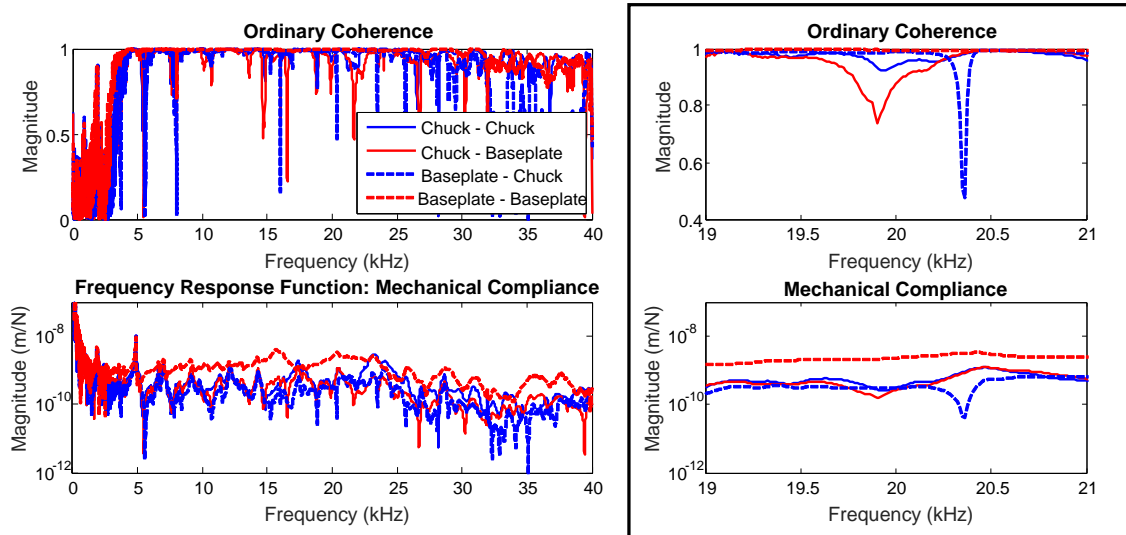 Ordinary Coherence
Magnitude
1
0.5
0
0 5 10 15 20 25 30 35 40
Frequency (kHz)
Chuck - Chuck
Chuck - Baseplate
Baseplate - Chuck
Baseplate - Baseplate
Frequency Response Function: Mechanical Compliance
Magnitude (m/N)
10-8
10-10
10-12
0 5 10 15 20 25 30 35 40
Frequency (kHz)
Ordinary Coherence
Magnitude
1
0.8
0.6
0.4
19 19.5 20 20.5 21
Frequency (kHz)
Mechanical Compliance
Magnitude (m/N)
10-8
10-10
10-12
19 19.5 20 20.5 21
Frequency (kHz)